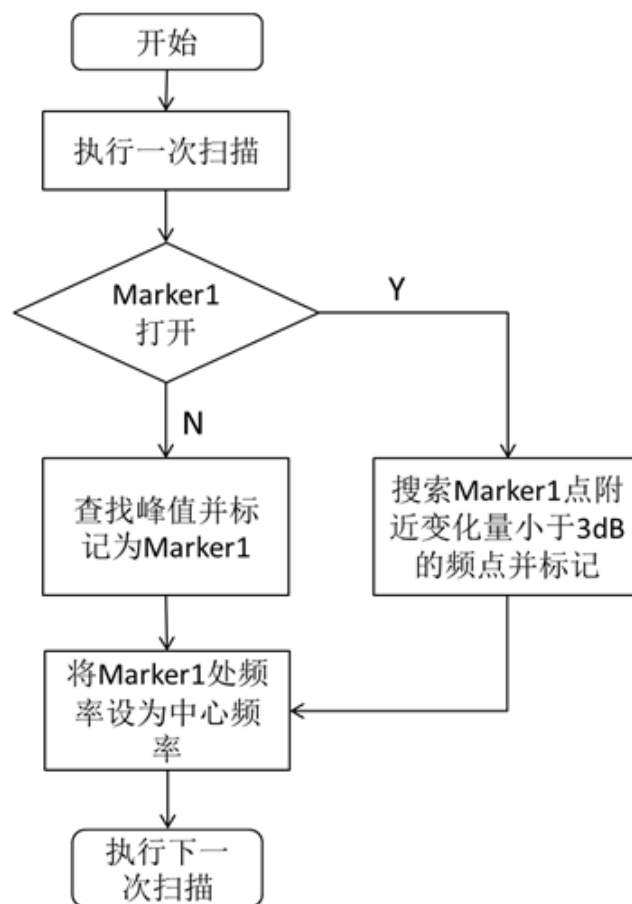 开始
执行一次扫描
Marker1
打开
Y
N
查找峰值并标
记为Marker1
搜索Marker1点附
近变化量小于3dB
的频点并标记
将Marker1处频
率设为中心频
率
执行下一
次扫描